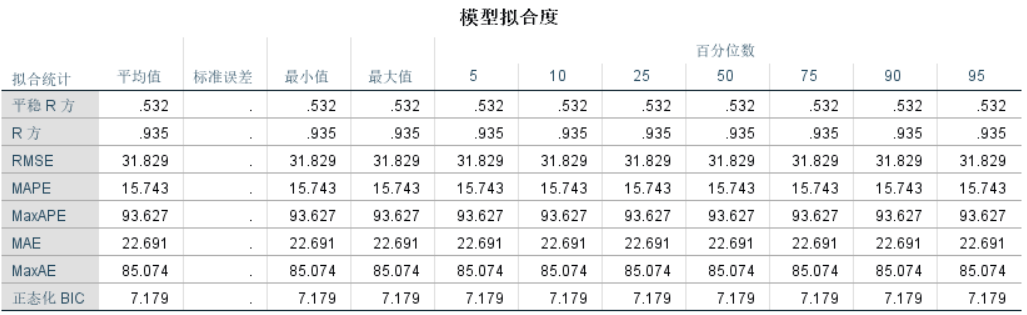 模型拟合度
百分位数
拟合统计 平均值 标准误差 最小值 最大值 5 10 25 50 75 90 95
平稳 R 方 .532 . .532 .532 .532 .532 .532 .532 .532 .532 .532
R 方 .935 . .935 .935 .935 .935 .935 .935 .935 .935 .935
RMSE 31.829 . 31.829 31.829 31.829 31.829 31.829 31.829 31.829 31.829 31.829
MAPE 15.743 . 15.743 15.743 15.743 15.743 15.743 15.743 15.743 15.743 15.743
MaxAPE 93.627 . 93.627 93.627 93.627 93.627 93.627 93.627 93.627 93.627 93.627
MAE 22.691 . 22.691 22.691 22.691 22.691 22.691 22.691 22.691 22.691 22.691
MaxAE 85.074 . 85.074 85.074 85.074 85.074 85.074 85.074 85.074 85.074 85.074
正态化 BIC 7.179 . 7.179 7.179 7.179 7.179 7.179 7.179 7.179 7.179 7.179